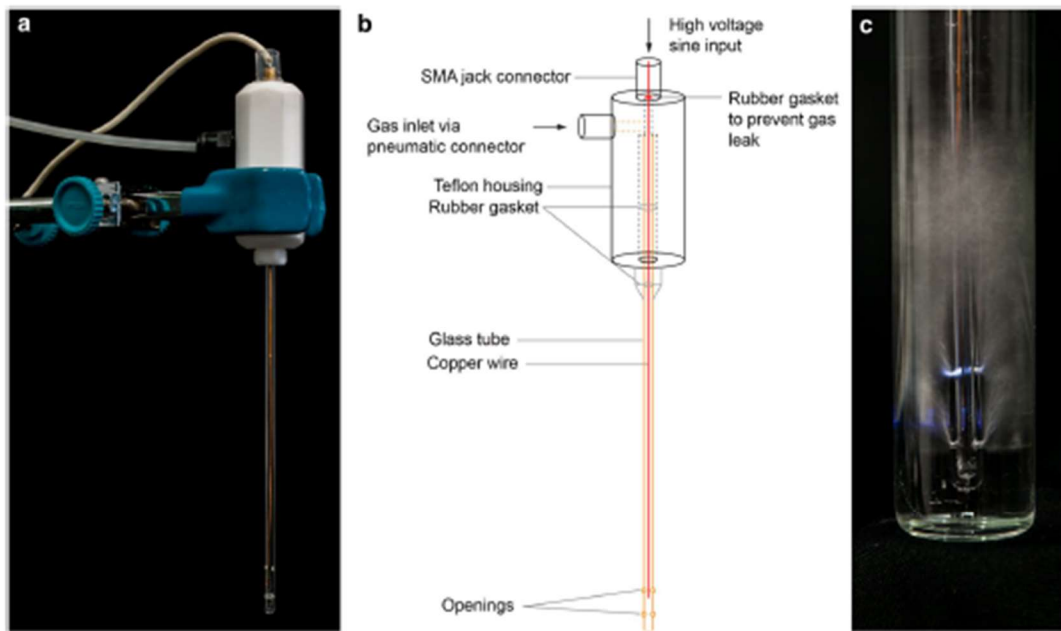 a
b
c
High voltage
sine input
SMA jack connector
Rubber gasket
to prevent gas
leak
Gas inlet via
pneumatic connector
Teflon housing
Rubber gasket
Glass tube
Copper wire
Openings